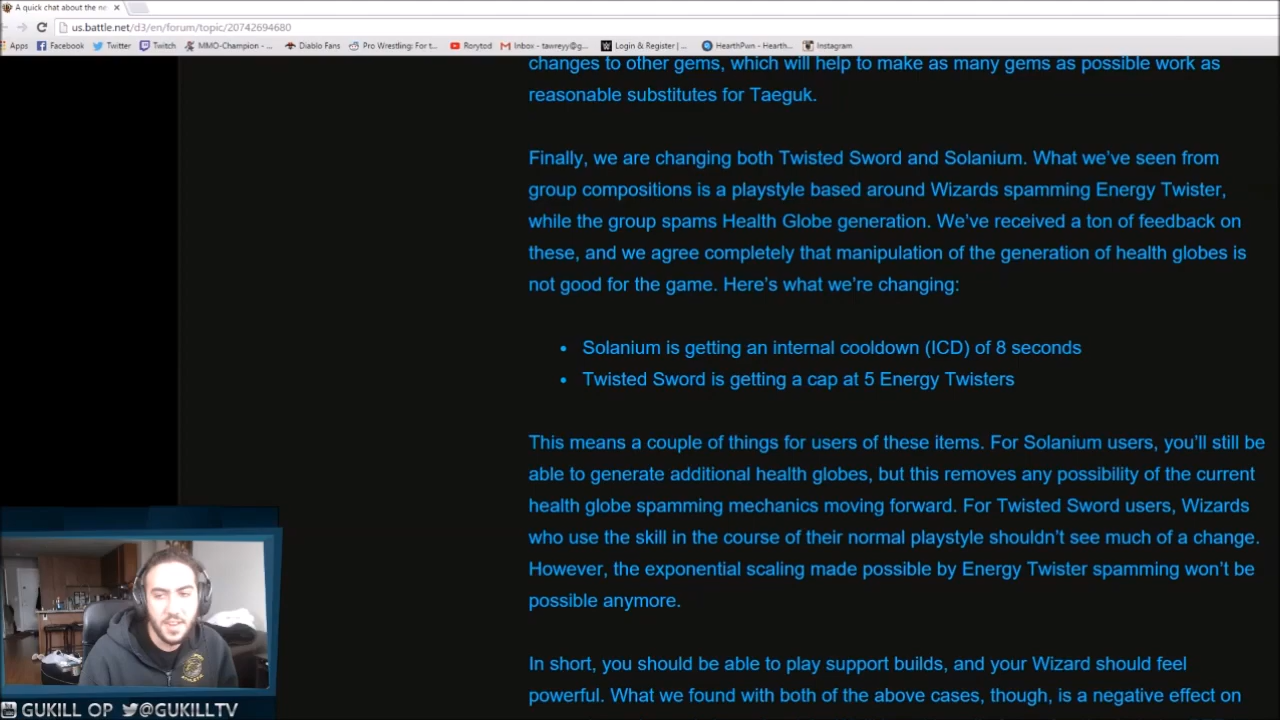 A quick chat about the ne
us.battle.net/d3/en/forum/topic/20742694680
Apps Facebook Twitter Twitch MMO-Champion - ... Diablo Fans Pro Wrestling: For t... Rorytod Inbox - tawreyy@g... Login & Register | ... HearthPwn - Hearth... Instagram
changes to other gems, which will help to make as many gems as possible work as
reasonable substitutes for Taeguk.
Finally, we are changing both Twisted Sword and Solanium. What we've seen from
group compositions is a playstyle based around Wizards spamming Energy Twister,
while the group spams Health Globe generation. We've received a ton of feedback on
these, and we agree completely that manipulation of the generation of health globes is
not good for the game. Here's what we're changing:
• Solanium is getting an internal cooldown (ICD) of 8 seconds
• Twisted Sword is getting a cap at 5 Energy Twisters
This means a couple of things for users of these items. For Solanium users, you'll still be
able to generate additional health globes, but this removes any possibility of the current
health globe spamming mechanics moving forward. For Twisted Sword users, Wizards
who use the skill in the course of their normal playstyle shouldn't see much of a change.
However, the exponential scaling made possible by Energy Twister spamming won't be
possible anymore.
In short, you should be able to play support builds, and your Wizard should feel
powerful. What we found with both of the above cases, though, is a negative effect on
GUKILL OP @GUKILLTV